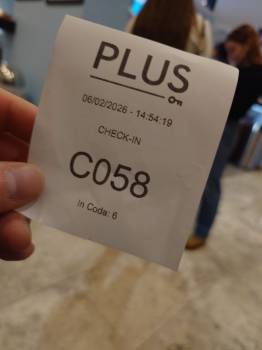 PLUS
06/02/2026 - 14:54:19
CHECK-IN
C058
In Coda: 6